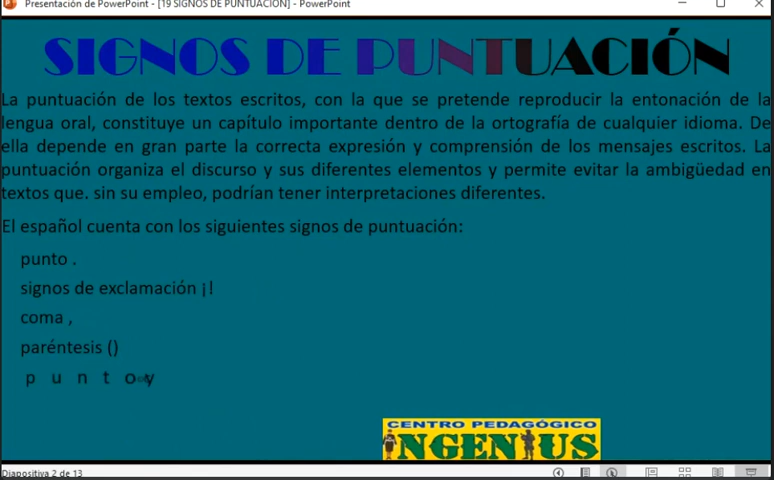 Presentación de PowerPoint - [19 SIGNOS DE PUNTUACIÓN] - PowerPoint
SIGNOS DE PUNTUACIÓN
La puntuación de los textos escritos, con la que se pretende reproducir la entonación de la
lengua oral, constituye un capítulo importante dentro de la ortografía de cualquier idioma. De
ella depende en gran parte la correcta expresión y comprensión de los mensajes escritos. La
puntuación organiza el discurso y sus diferentes elementos y permite evitar la ambigüedad en
textos que. sin su empleo, podrían tener interpretaciones diferentes.
El español cuenta con los siguientes signos de puntuación:
punto .
signos de exclamación ¡!
coma ,
paréntesis ()
p u n t o y
CENTRO PEDAGÓGICO
INGENIUS
Diapositiva 2 de 13